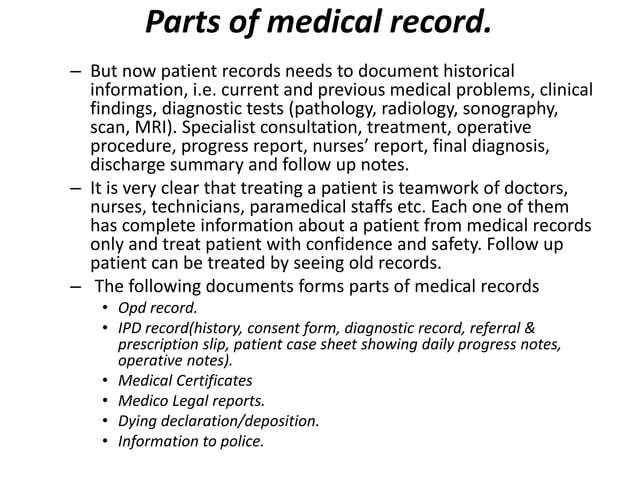 Parts of medical record.
– But now patient records needs to document historical
information, i.e. current and previous medical problems, clinical
findings, diagnostic tests (pathology, radiology, sonography,
scan, MRI). Specialist consultation, treatment, operative
procedure, progress report, nurses’ report, final diagnosis,
discharge summary and follow up notes.
– It is very clear that treating a patient is teamwork of doctors,
nurses, technicians, paramedical staffs etc. Each one of them
has complete information about a patient from medical records
only and treat patient with confidence and safety. Follow up
patient can be treated by seeing old records.
– The following documents forms parts of medical records
• Opd record.
• IPD record(history, consent form, diagnostic record, referral &
prescription slip, patient case sheet showing daily progress notes,
operative notes).
• Medical Certificates
• Medico Legal reports.
• Dying declaration/deposition.
• Information to police.